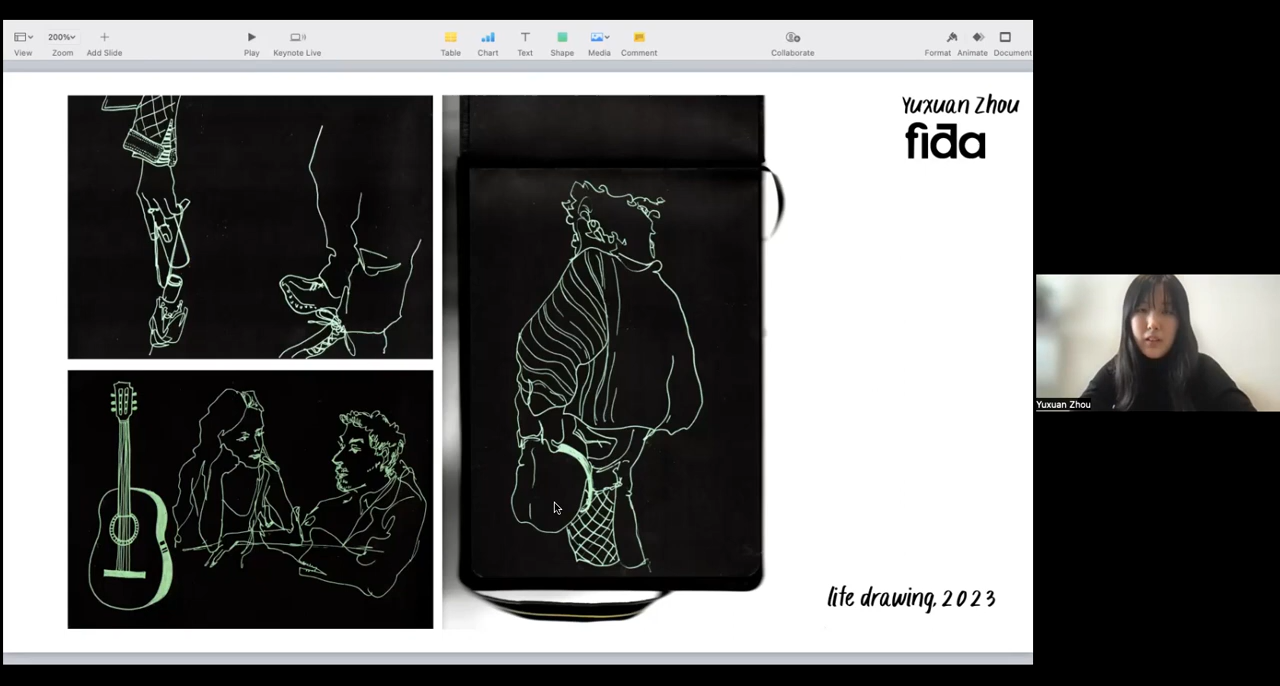 200%
View
Zoom
Add Slide
Play
Keynote Live
Table
Chart
Text
Shape
Media
Comment
Collaborate
Format
Animate
Document
Yuxuan Zhou
fida
life drawing, 2023
Yuxuan Zhou